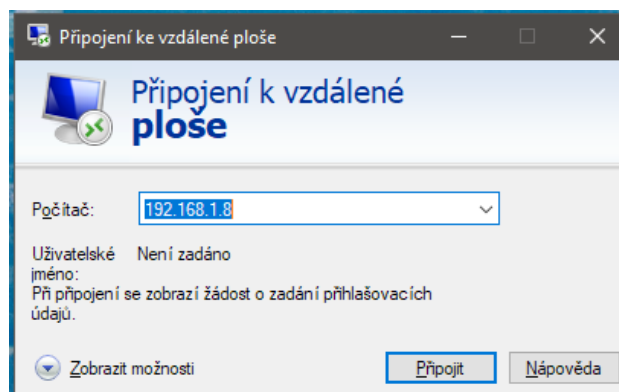 Připojení ke vzdálené ploše
Připojení k vzdálené
ploše
Počítač: 192.168.1.8
Uživatelské jméno: Není zadáno
Při připojení se zobrazí žádost o zadání přihlašovacích
údajů.
Zobrazit možnosti Připojit Nápověda